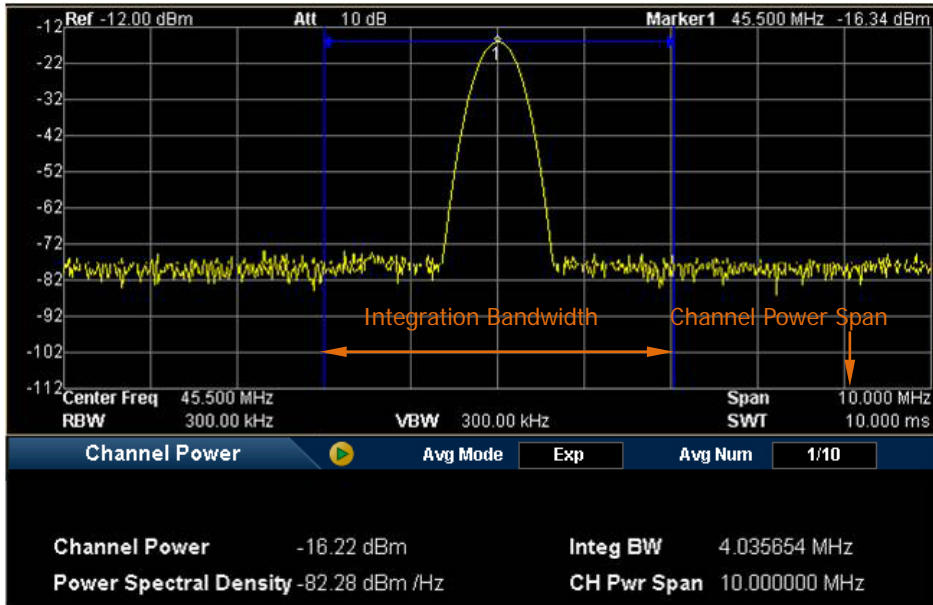 Ref -12.00 dBm Att 10 dB Marker1 45.500 MHz -16.34 dBm
-12
1
-22
-32
-42
-52
-62
-72
-82
-92
Integration Bandwidth Channel Power Span
-102
-112
Center Freq 45.500 MHz Span 10.000 MHz
RBW 300.00 kHz VBW 300.00 kHz SWT 10.000 ms
Channel Power Avg Mode Exp Avg Num 1/10
Channel Power -16.22 dBm Integ BW 4.035654 MHz
Power Spectral Density -82.28 dBm /Hz CH Pwr Span 10.000000 MHz